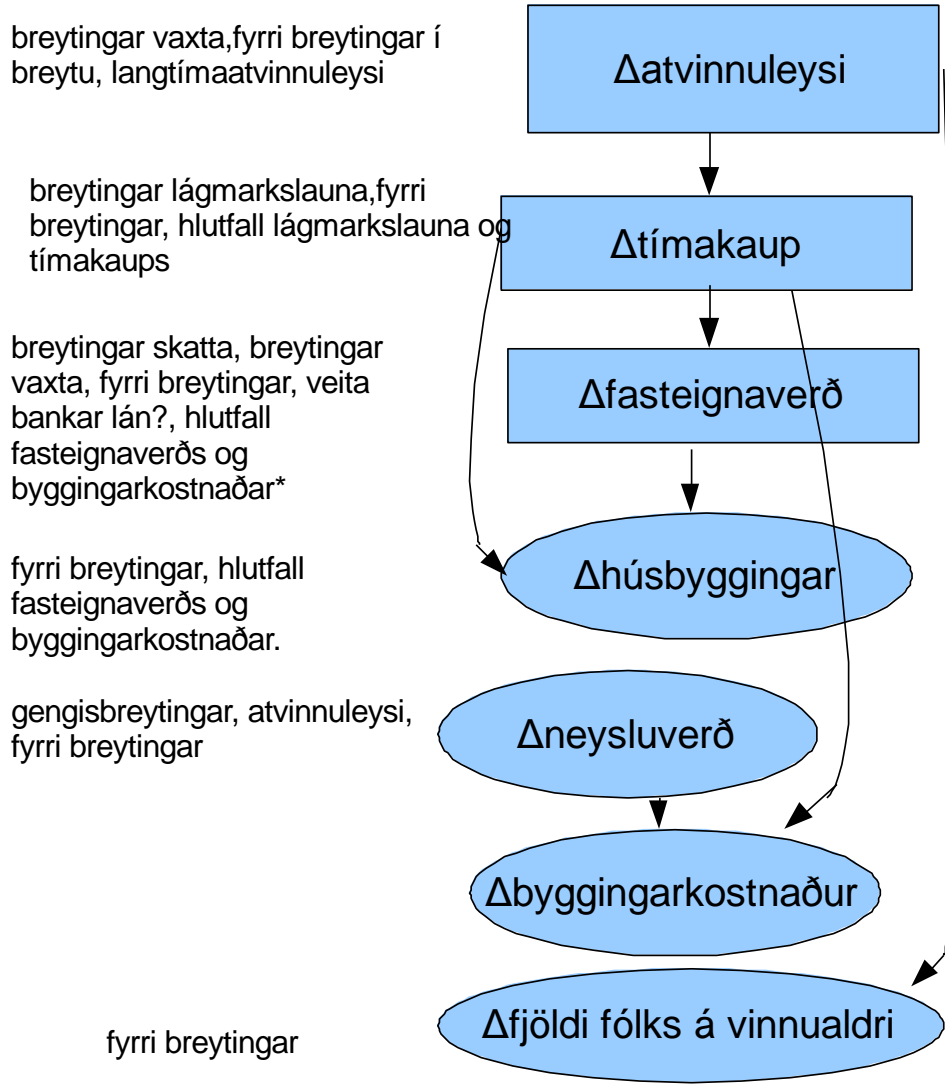 breytingar vaxta,fyrri breytingar í
breytu, langtímaatvinnuleysi
Δatvinnuleysi
breytingar lágmarkslauna,fyrri
breytingar, hlutfall lágmarkslauna og
tímakaups
Δtímakaup
breytingar skatta, breytingar
vaxta, fyrri breytingar, veita
bankar lán?, hlutfall
fasteignaverðs og
byggingarkostnaðar*
Δfasteignaverð
fyrri breytingar, hlutfall
fasteignaverðs og
byggingarkostnaðar.
Δhúsbyggingar
gengisbreytingar, atvinnuleysi,
fyrri breytingar
Δneysluverð
Δbyggingarkostnaður
fyrri breytingar
Δfjöldi fólks á vinnualdri